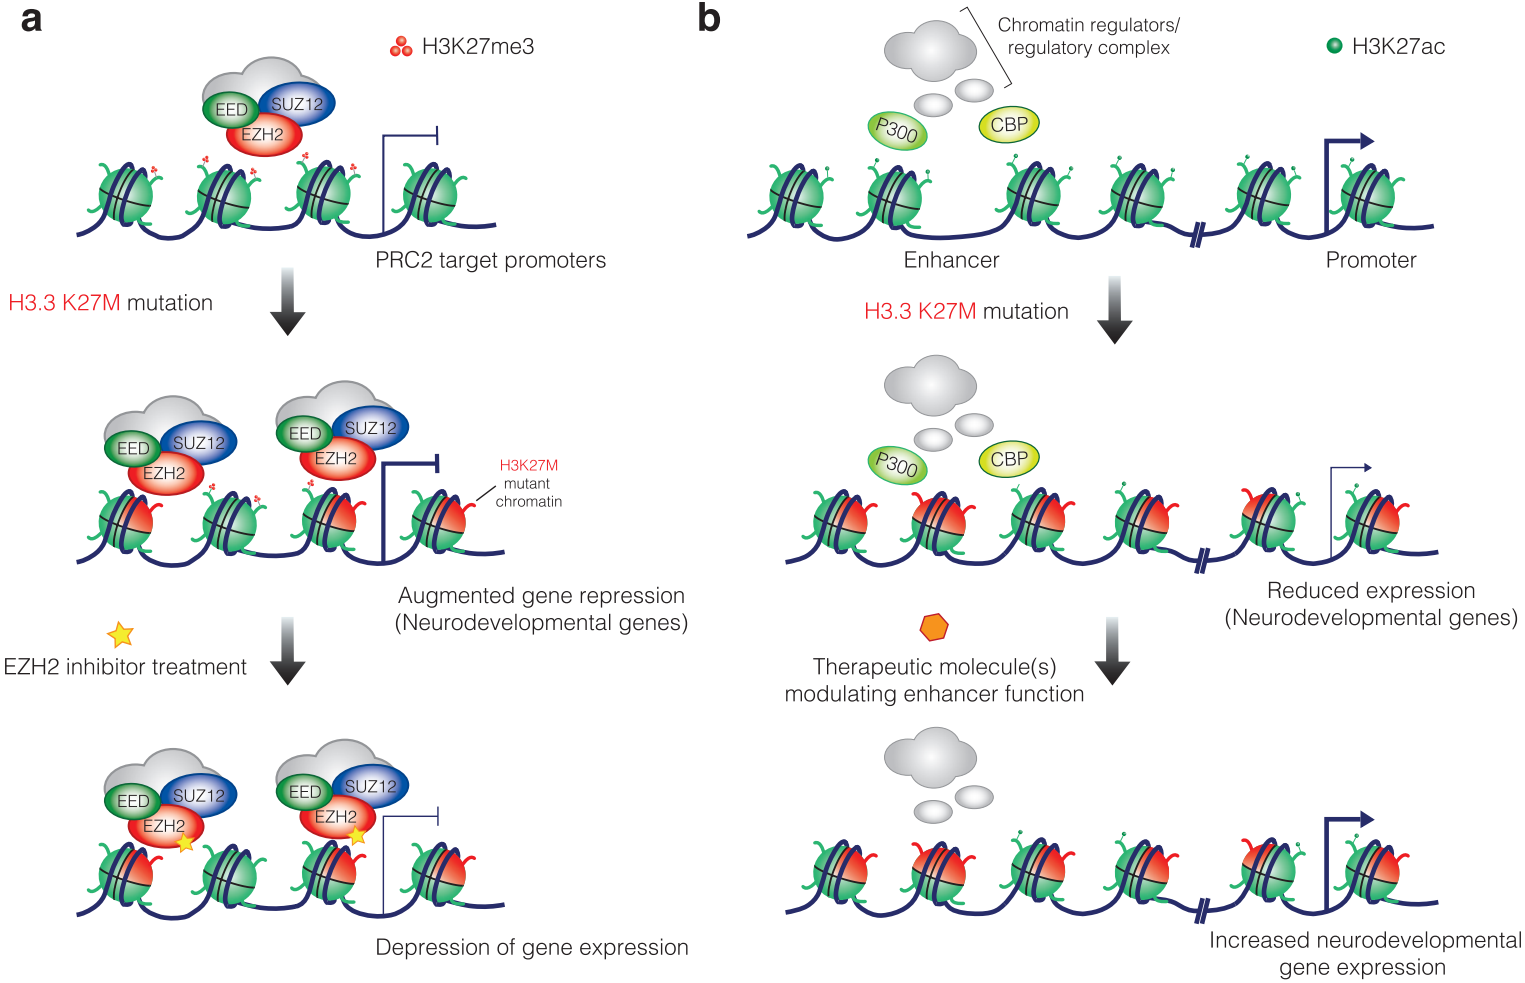 a
H3K27me3
EED
SUZ12
EZH2
PRC2 target promoters
H3.3 K27M mutation
EED
SUZ12
EZH2
EED
SUZ12
EZH2
H3K27M
mutant
chromatin
Augmented gene repression
(Neurodevelopmental genes)
EZH2 inhibitor treatment
EED
SUZ12
EZH2
EED
SUZ12
EZH2
Depression of gene expression
b
Chromatin regulators/
regulatory complex
H3K27ac
P300
CBP
Enhancer
Promoter
H3.3 K27M mutation
P300
CBP
Reduced expression
(Neurodevelopmental genes)
Therapeutic molecule(s)
modulating enhancer function
Increased neurodevelopmental
gene expression